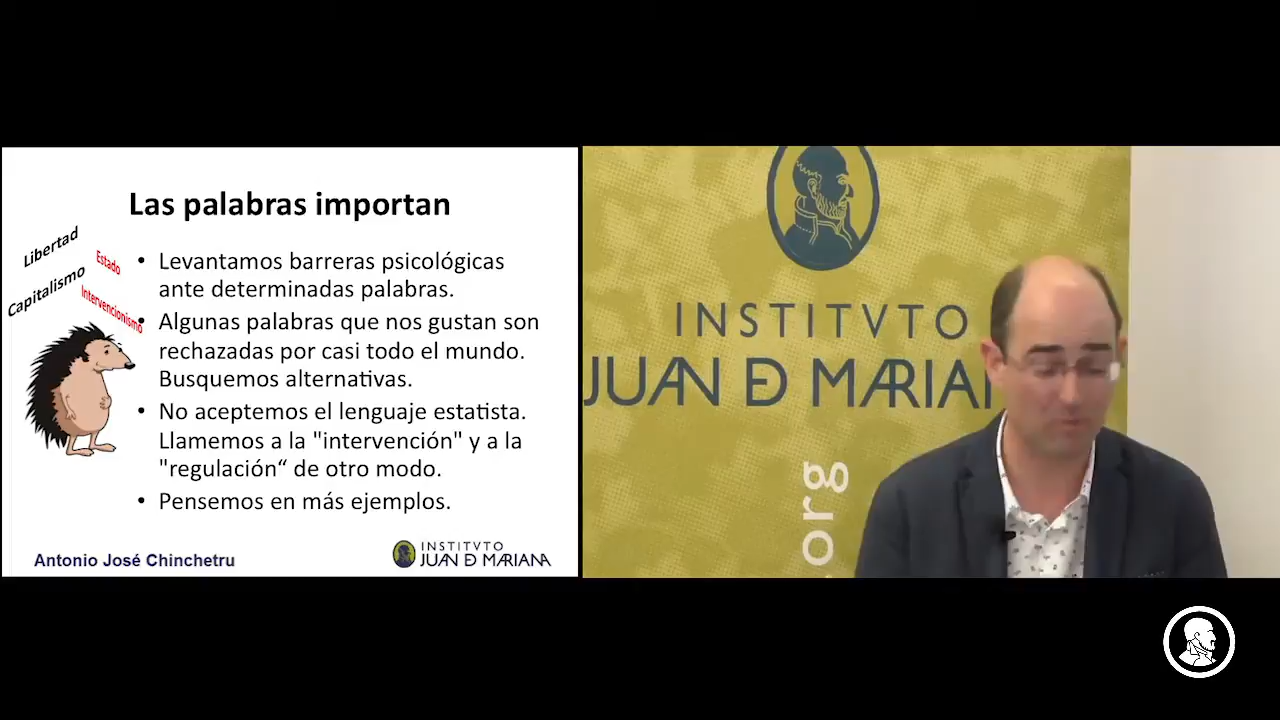 Las palabras importan
Libertad
Estado
Capitalismo
Intervencionismo
• Levantamos barreras psicológicas
ante determinadas palabras.
• Algunas palabras que nos gustan son
rechazadas por casi todo el mundo.
Busquemos alternativas.
• No aceptemos el lenguaje estatista.
Llamemos a la "intervención" y a la
"regulación“ de otro modo.
• Pensemos en más ejemplos.
Antonio José Chinchetru
INSTITVTO
JUAN D MARIANA
INSTITVTO
JUAN D MARIAN
.org